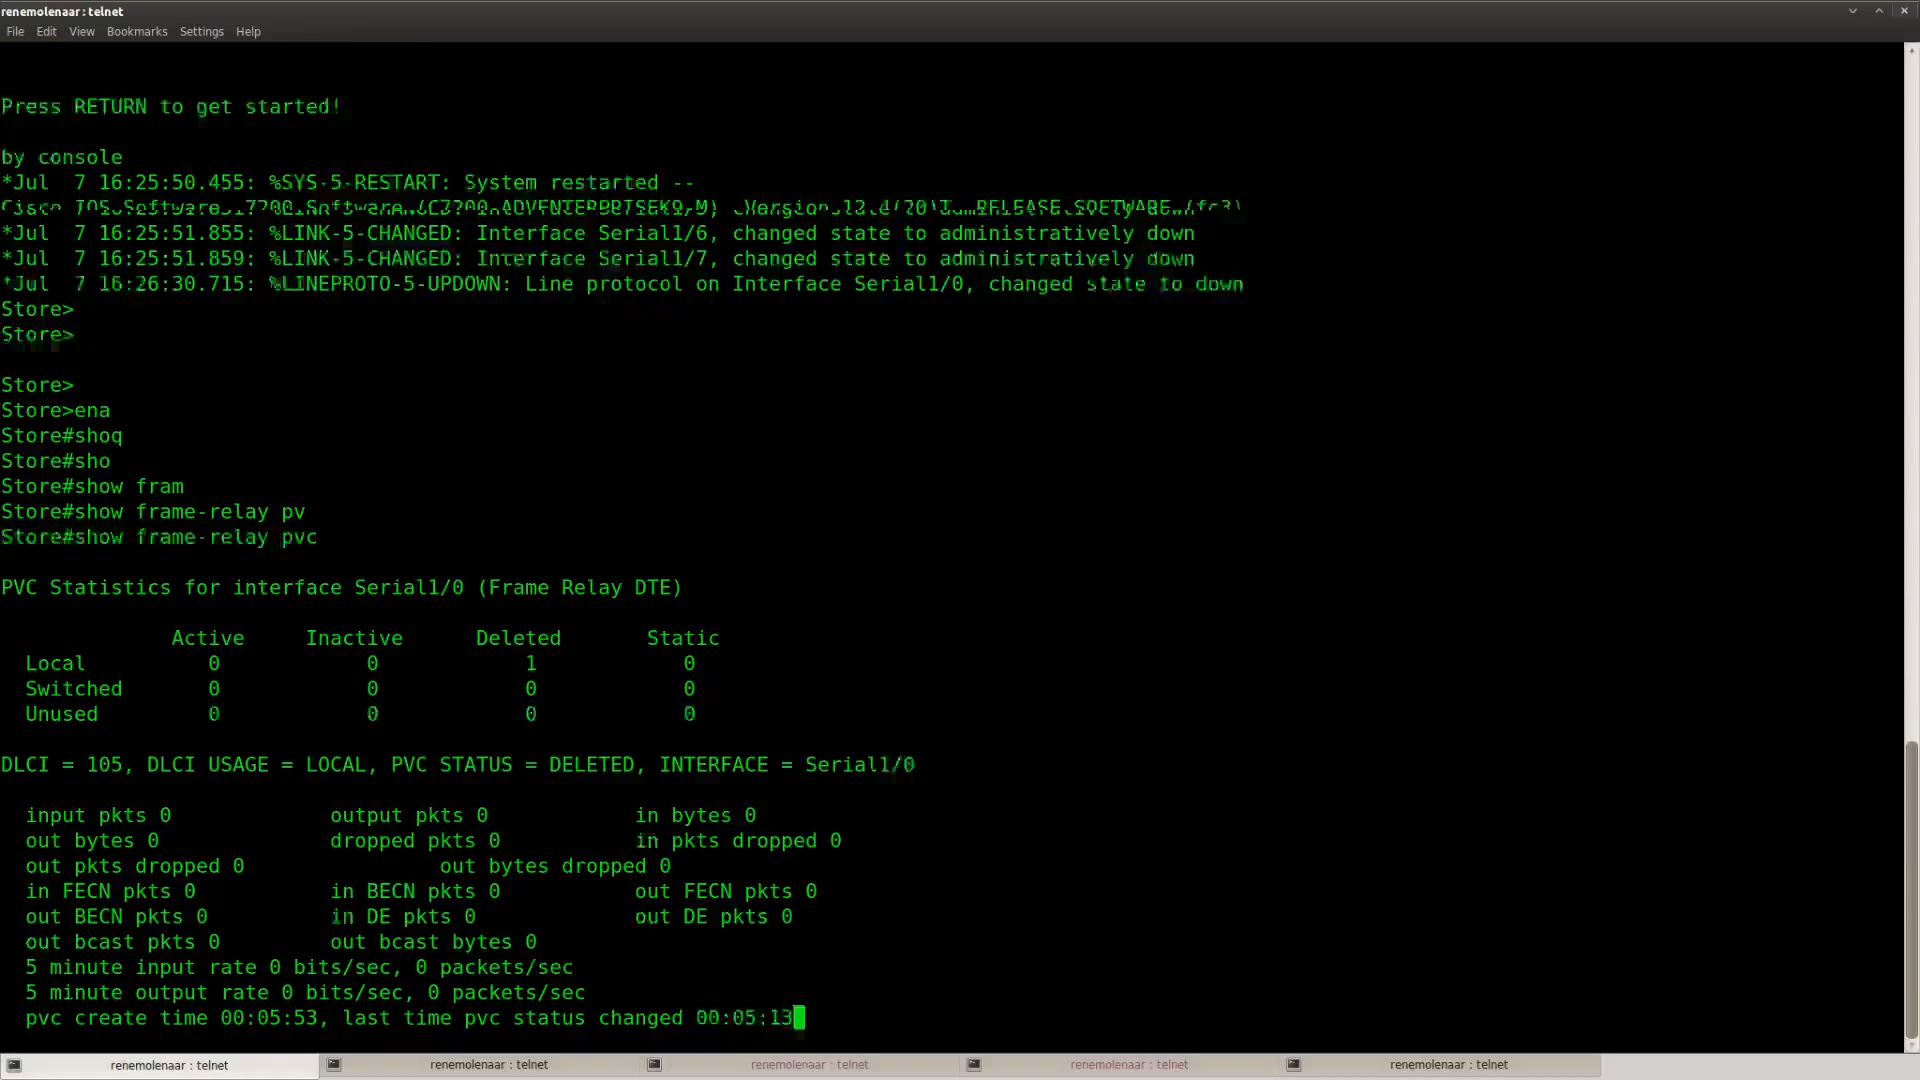 renemolenaar : telnet
File Edit View Bookmarks Settings Help
Press RETURN to get started!
by console
*Jul  7 16:25:50.455: %SYS-5-RESTART: System restarted --
*Jul  7 16:25:51.855: %LINK-5-CHANGED: Interface Serial1/6, changed state to administratively down
*Jul  7 16:25:51.859: %LINK-5-CHANGED: Interface Serial1/7, changed state to administratively down
*Jul  7 16:26:30.715: %LINEPROTO-5-UPDOWN: Line protocol on Interface Serial1/0, changed state to down
Store>
Store>
Store>
Store>ena
Store#shoq
Store#sho
Store#show fram
Store#show frame-relay pv
Store#show frame-relay pvc
PVC Statistics for interface Serial1/0 (Frame Relay DTE)
Active Inactive Deleted Static
Local 0 0 1 0
Switched 0 0 0 0
Unused 0 0 0 0
DLCI = 105, DLCI USAGE = LOCAL, PVC STATUS = DELETED, INTERFACE = Serial1/0
input pkts 0 output pkts 0 in bytes 0
out bytes 0 dropped pkts 0 in pkts dropped 0
out pkts dropped 0 out bytes dropped 0
in FECN pkts 0 in BECN pkts 0 out FECN pkts 0
out BECN pkts 0 in DE pkts 0 out DE pkts 0
out bcast pkts 0 out bcast bytes 0
5 minute input rate 0 bits/sec, 0 packets/sec
5 minute output rate 0 bits/sec, 0 packets/sec
pvc create time 00:05:53, last time pvc status changed 00:05:13
renemolenaar : telnet renemolenaar : telnet renemolenaar : telnet renemolenaar : telnet renemolenaar : telnet